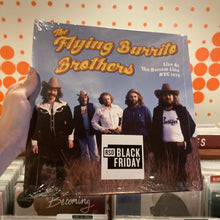 The
Flying Burrito
Brothers
Live At
The Bottom Line
NYC 1976
RSD BLACK
FRIDAY
Becoming